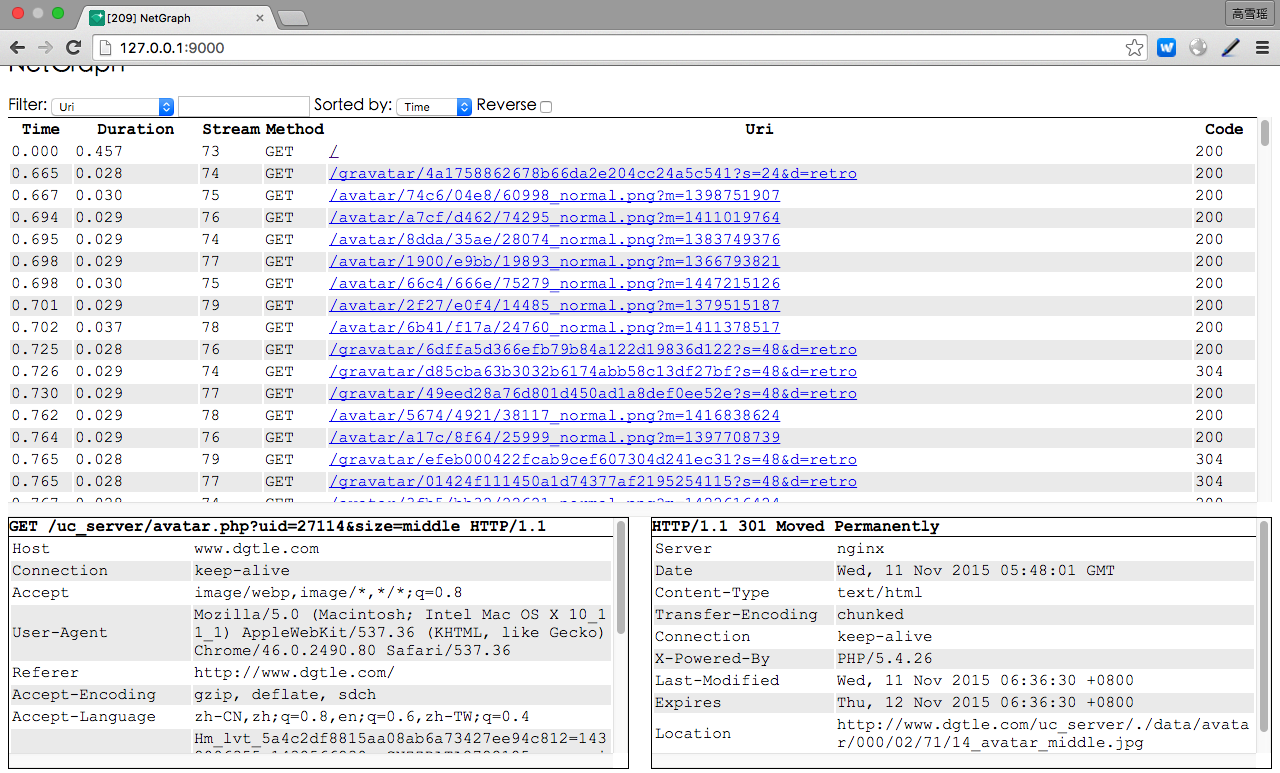 [209] NetGraph
高雪瑶
127.0.0.1:9000
NetGraph
Filter: Uri Sorted by: Time Reverse
Time Duration Stream Method Uri Code
0.000 0.457 73 GET / 200
0.665 0.028 74 GET /gravatar/4a1758862678b66da2e204cc24a5c541?s=24&d=retro 200
0.667 0.030 75 GET /avatar/74c6/04e8/60998_normal.png?m=1398751907 200
0.694 0.029 76 GET /avatar/a7cf/d462/74295_normal.png?m=1411019764 200
0.695 0.029 74 GET /avatar/8dda/35ae/28074_normal.png?m=1383749376 200
0.698 0.029 77 GET /avatar/1900/e9bb/19893_normal.png?m=1366793821 200
0.698 0.030 75 GET /avatar/66c4/666e/75279_normal.png?m=1447215126 200
0.701 0.029 79 GET /avatar/2f27/e0f4/14485_normal.png?m=1379515187 200
0.702 0.037 78 GET /avatar/6b41/f17a/24760_normal.png?m=1411378517 200
0.725 0.028 76 GET /gravatar/6dffa5d366efb79b84a122d19836d122?s=48&d=retro 200
0.726 0.029 74 GET /gravatar/d85cba63b3032b6174abb58c13df27bf?s=48&d=retro 304
0.730 0.029 77 GET /gravatar/49eed28a76d801d450ad1a8def0ee52e?s=48&d=retro 200
0.762 0.029 78 GET /avatar/5674/4921/38117_normal.png?m=1416838624 200
0.764 0.029 76 GET /avatar/a17c/8f64/25999_normal.png?m=1397708739 200
0.765 0.028 79 GET /gravatar/efeb000422fcab9cef607304d241ec31?s=48&d=retro 304
0.765 0.028 77 GET /gravatar/01424f111450a1d74377af2195254115?s=48&d=retro 304
GET /uc_server/avatar.php?uid=27114&size=middle HTTP/1.1
Host www.dgtle.com
Connection keep-alive
Accept image/webp,image/*,*/*;q=0.8
User-Agent Mozilla/5.0 (Macintosh; Intel Mac OS X 10_1
1_1) AppleWebKit/537.36 (KHTML, like Gecko)
Chrome/46.0.2490.80 Safari/537.36
Referer http://www.dgtle.com/
Accept-Encoding gzip, deflate, sdch
Accept-Language zh-CN,zh;q=0.8,en;q=0.6,zh-TW;q=0.4
Hm_lvt_5a4c2df8815aa08ab6a73427ee94c812=143
HTTP/1.1 301 Moved Permanently
Server nginx
Date Wed, 11 Nov 2015 05:48:01 GMT
Content-Type text/html
Transfer-Encoding chunked
Connection keep-alive
X-Powered-By PHP/5.4.26
Last-Modified Wed, 11 Nov 2015 06:36:30 +0800
Expires Thu, 12 Nov 2015 06:36:30 +0800
Location http://www.dgtle.com/uc_server/./data/avata
r/000/02/71/14_avatar_middle.jpg